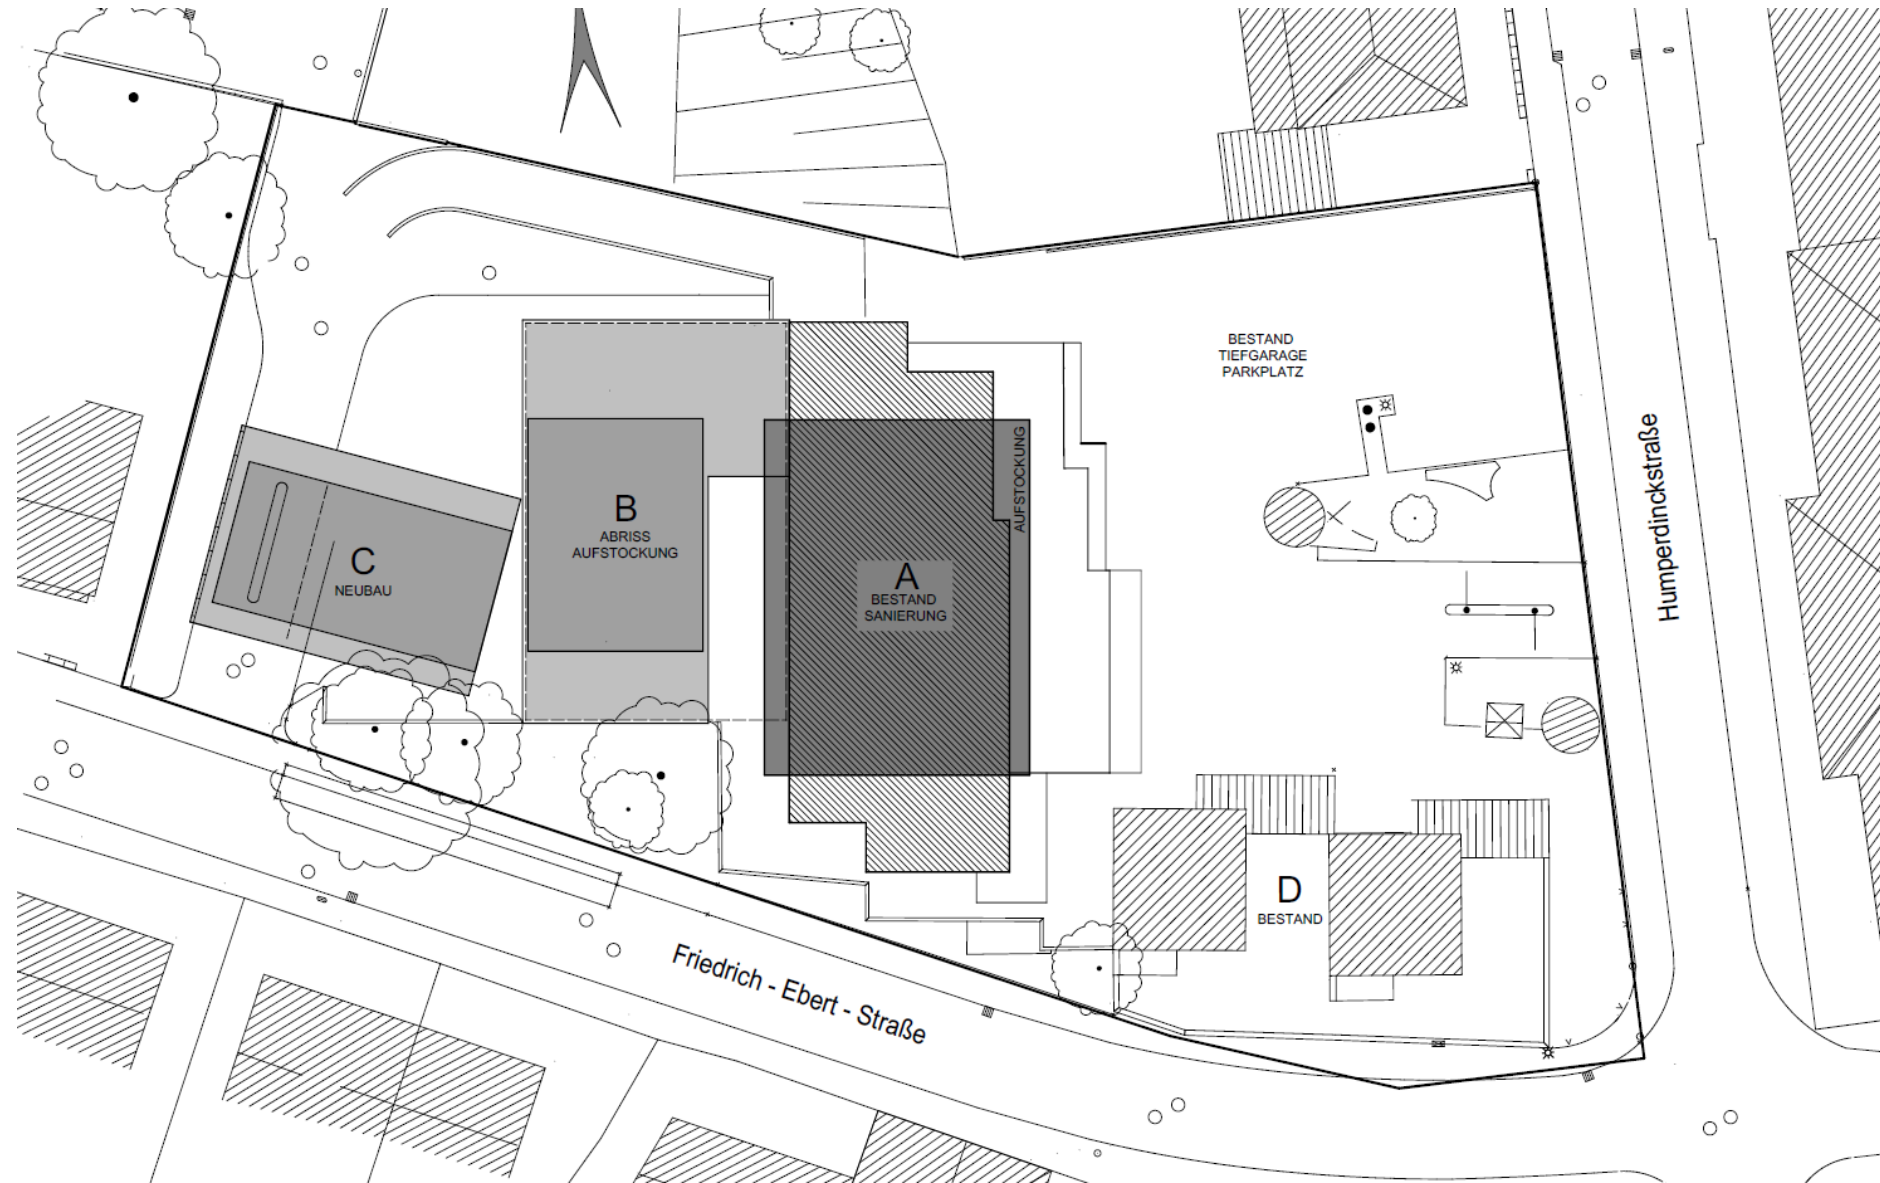 BESTAND
TIEFGARAGE
PARKPLATZ
Humperdinckstraße
AUFSTOCKUNG
B
ABRISS
AUFSTOCKUNG
C
NEUBAU
A
BESTAND
SANIERUNG
D
BESTAND
Friedrich - Ebert - Straße